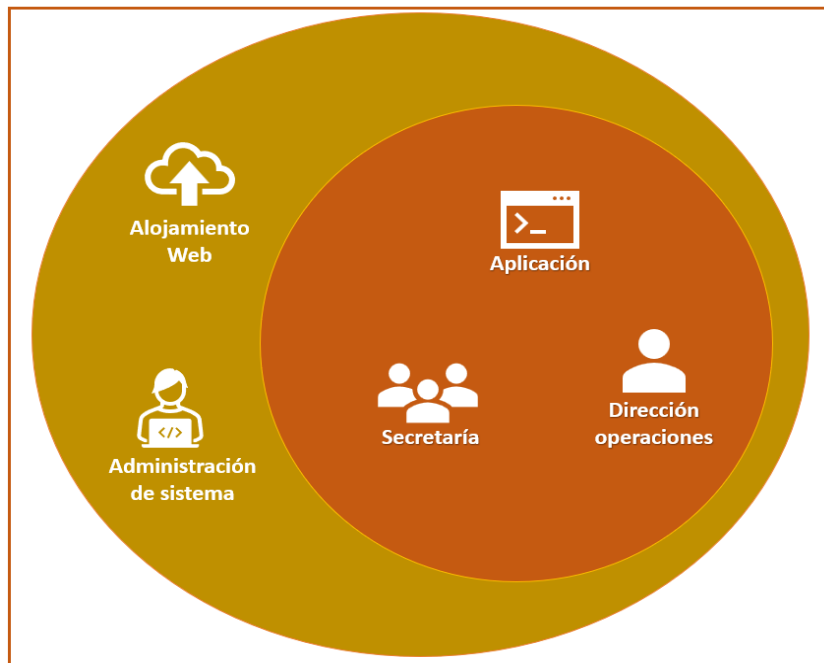 Alojamiento
Web
Aplicación
Secretaría
Dirección
operaciones
Administración
de sistema
>_
</>